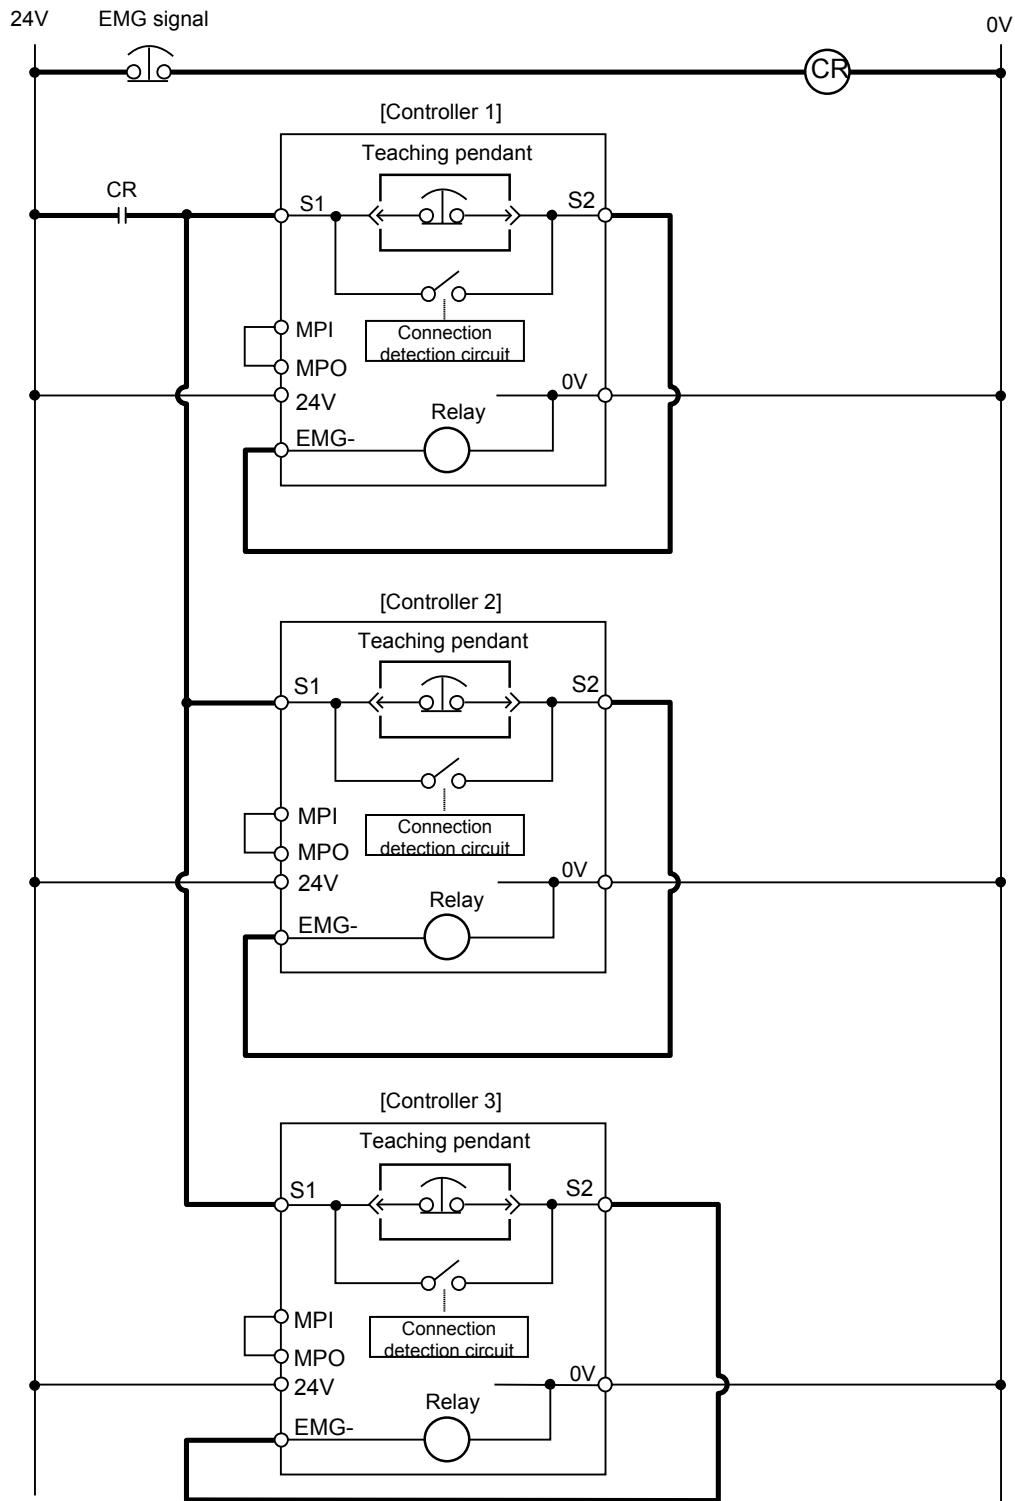 24V
EMG signal
0V
CR
[Controller 1]
Teaching pendant
CR
S1
S2
Connection
detection circuit
MPI
MPO
0V
24V
Relay
EMG-
[Controller 2]
Teaching pendant
S1
S2
Connection
detection circuit
MPI
MPO
0V
24V
Relay
EMG-
[Controller 3]
Teaching pendant
S1
S2
Connection
detection circuit
MPI
MPO
0V
24V
Relay
EMG-